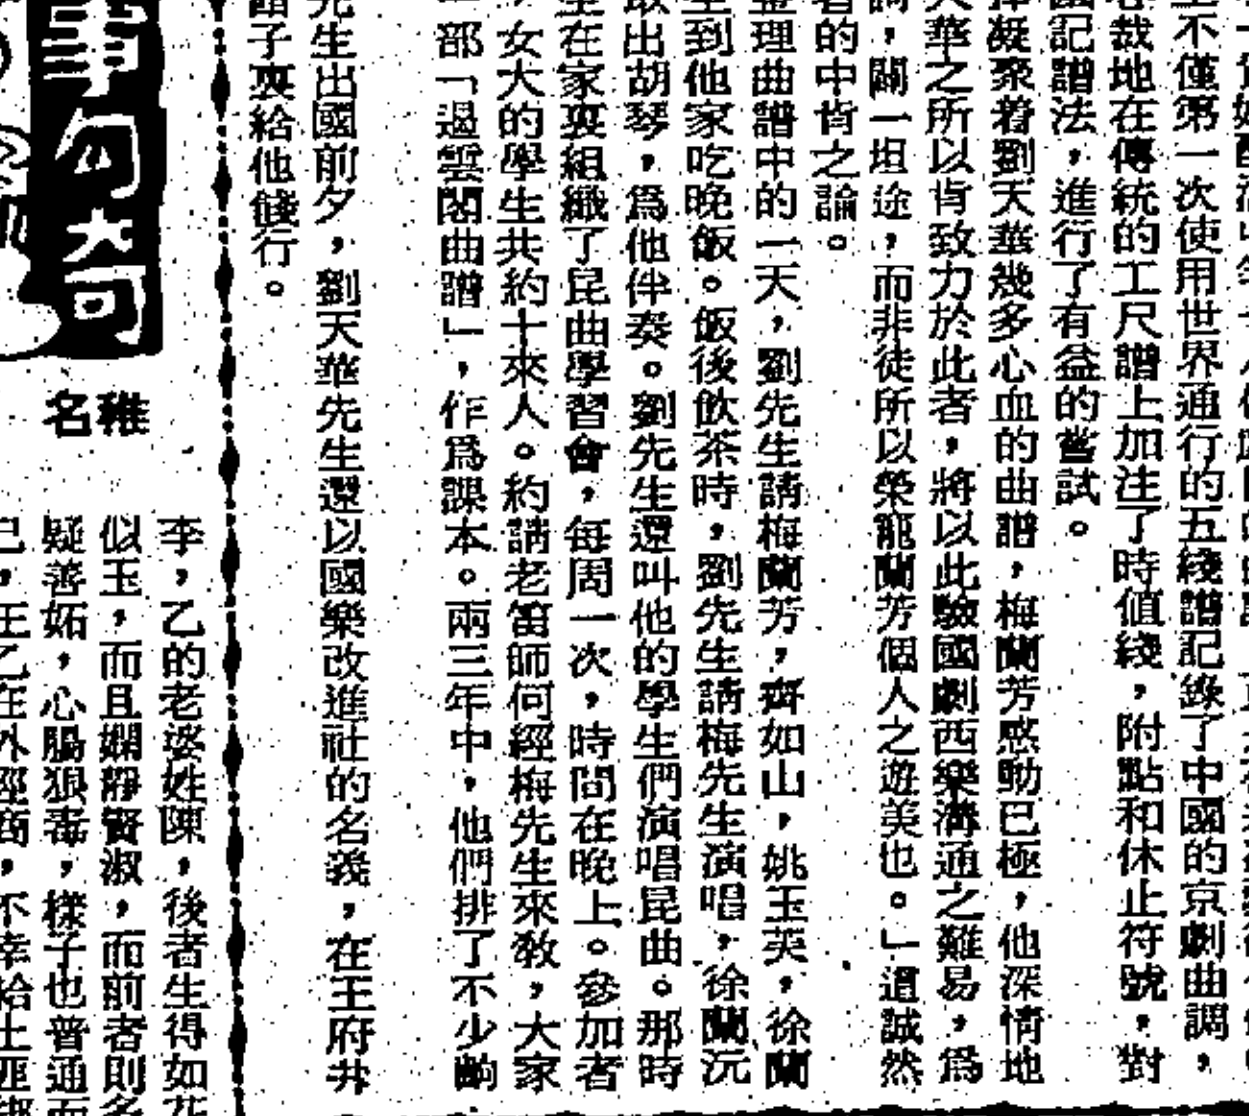 不僅第一次使用世界通行的五綫譜記錄了中國的京劇曲調，
裁地在傳統的工尺譜上加注了時值綫，附點和休止符號，對
記譜法，進行了有益的嘗試。
凝聚着劉天華幾多心血的曲譜，梅蘭芳感動已極，他深情地
華之所以肯致力於此者，將以此驗國劇西樂溝通之難易，爲
，闢一坦途，而非徒所以榮寵蘭芳個人之遊美也。」這誠然
的中肯之論。
整理曲譜中的一天，劉先生請梅蘭芳，齊如山，姚玉芙，徐蘭
到他家吃晚飯。飯後飲茶時，劉先生請梅先生演唱，徐蘭沅
取出胡琴，爲他伴奏。劉先生還叫他的學生們演唱昆曲。那時
在家裏組織了昆曲學習會，每周一次，時間在晚上。參加者
，女大的學生共約十來人。約請老笛師何經梅先生來教，大家
部「遏雲閣曲譜」，作爲課本。兩三年中，他們排了不少齣
先生出國前夕，劉天華先生還以國樂改進社的名義，在王府井
館子裏給他餞行。
事勾大可
稚名
李，乙的老婆姓陳，後者生得如花
似玉，而且嫻靜賢淑，而前者則多
疑善妬，心腸狠毒，樣子也普通而
已，王乙在外經商，不幸給土匪綁